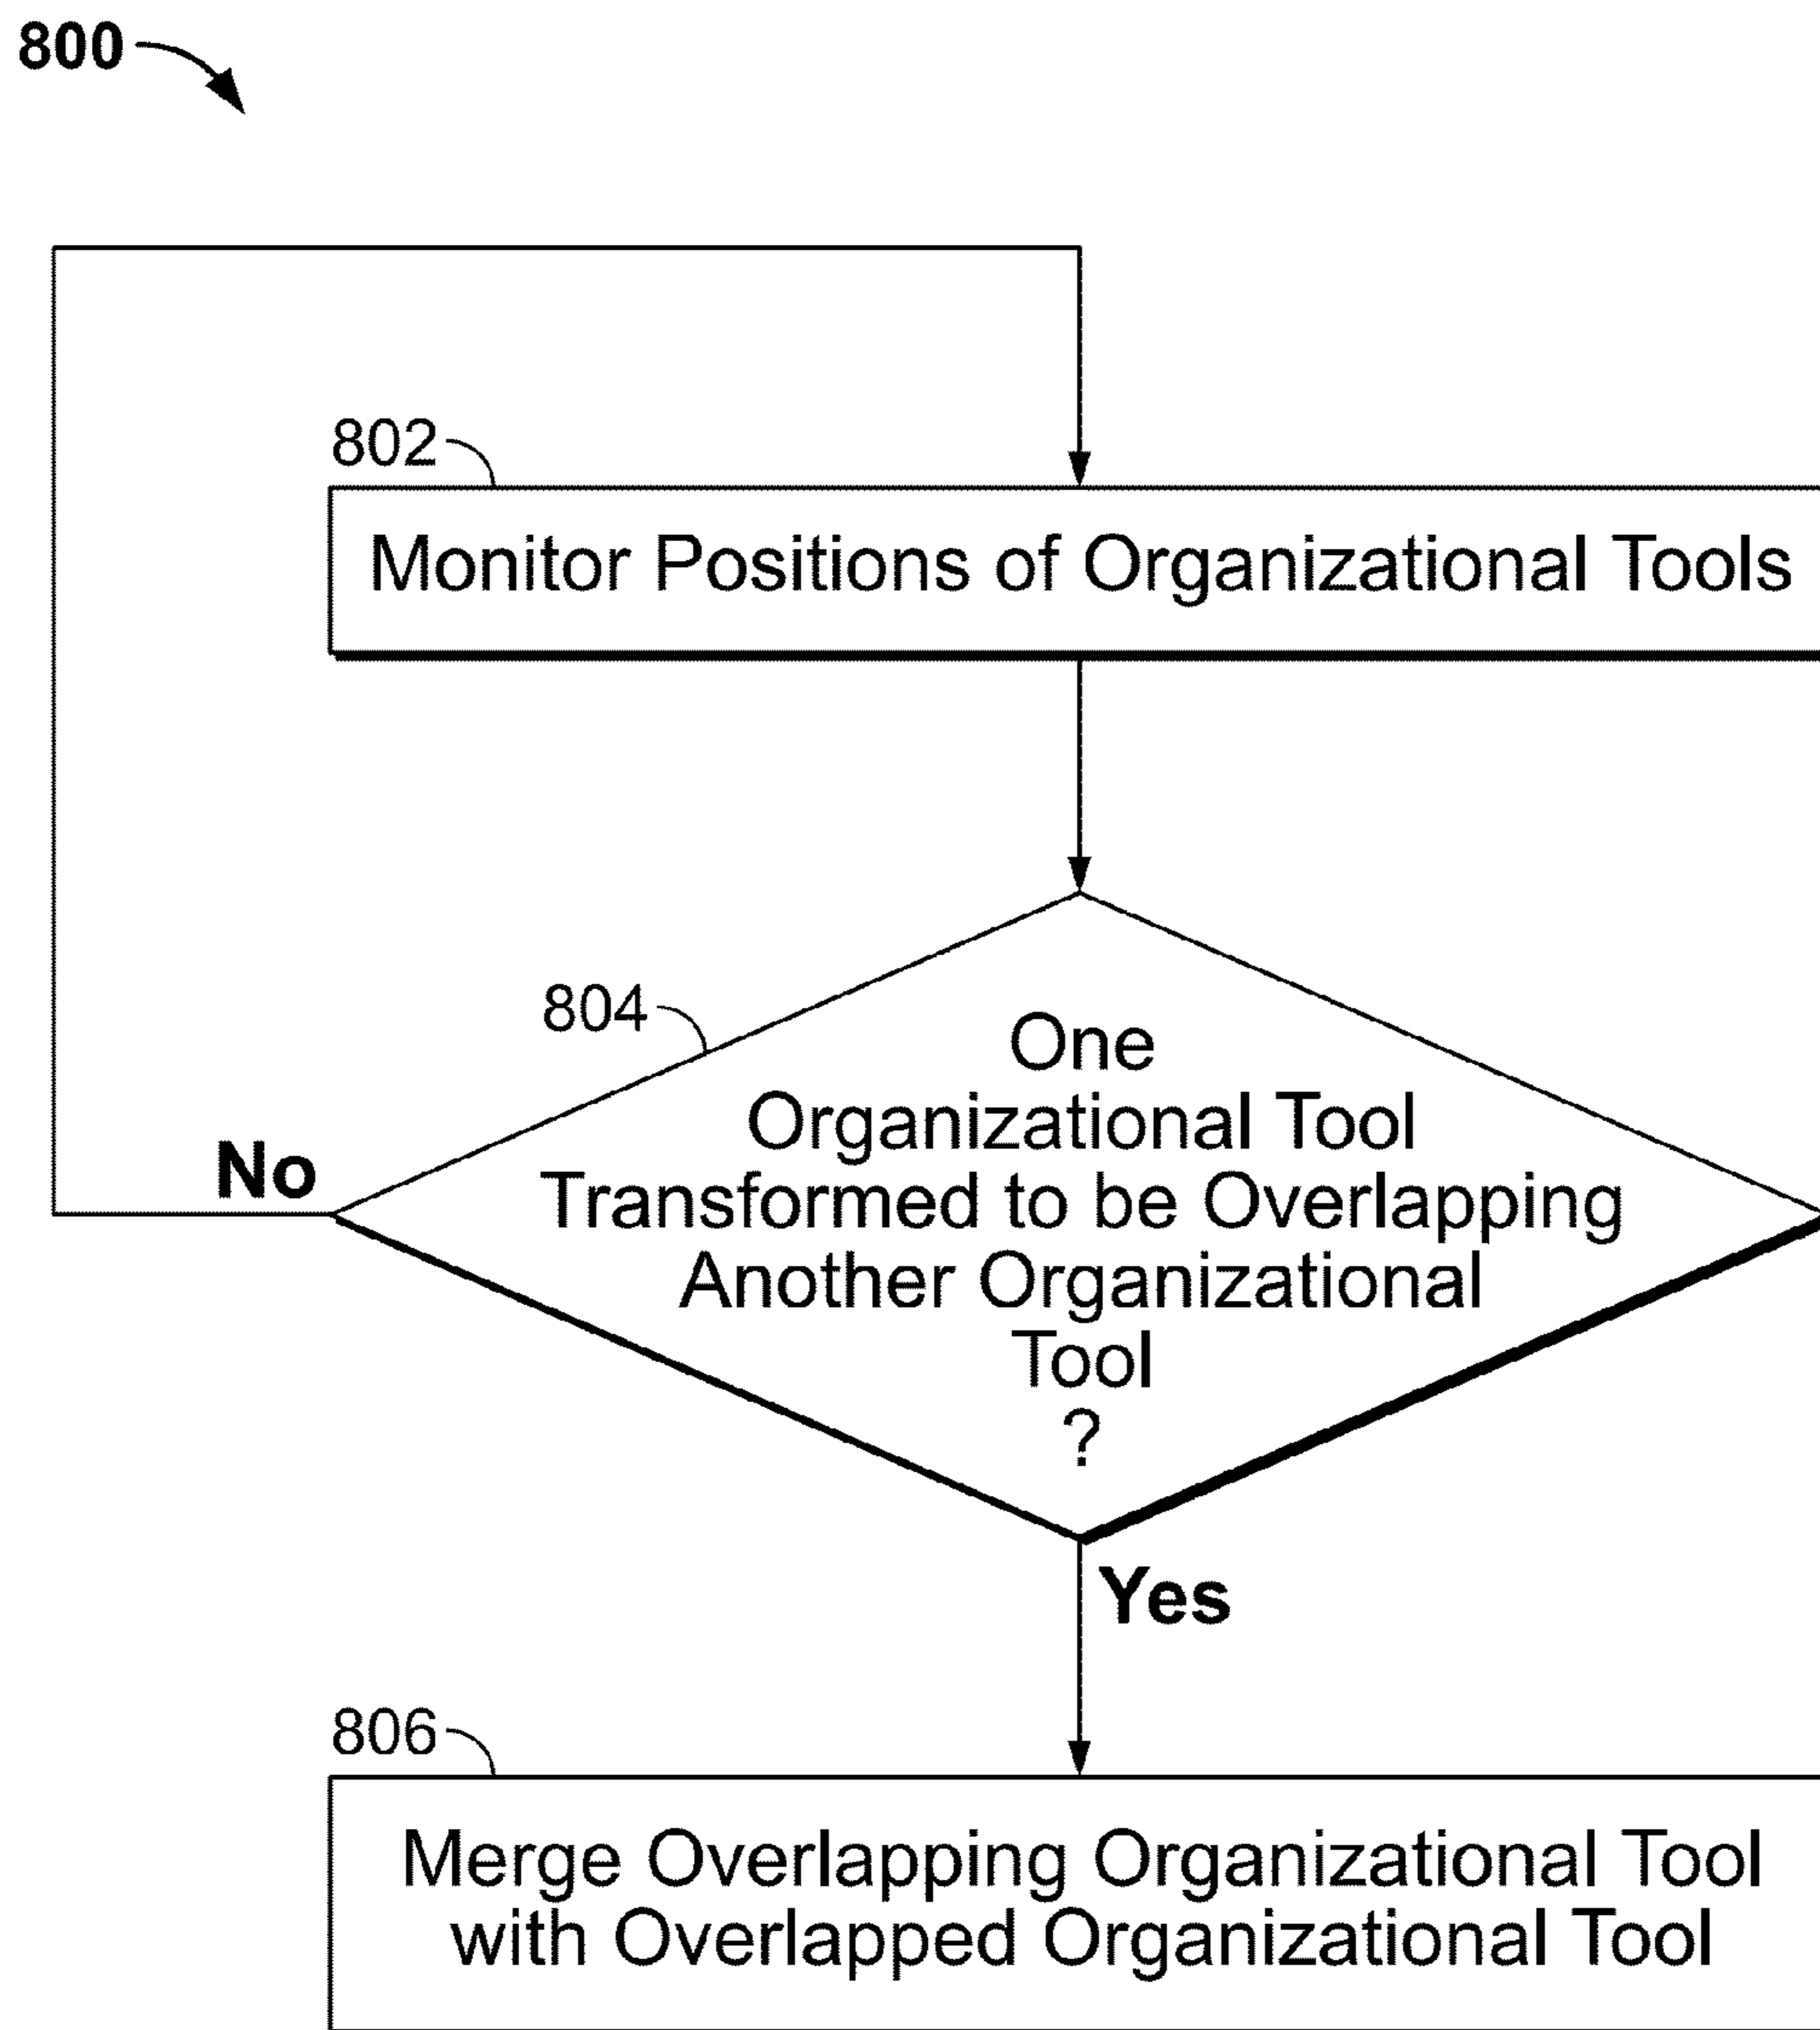 800
802
Monitor Positions of Organizational Tools
804
One
Organizational Tool
Transformed to be Overlapping
Another Organizational
Tool
?
No
Yes
806
Merge Overlapping Organizational Tool
with Overlapped Organizational Tool